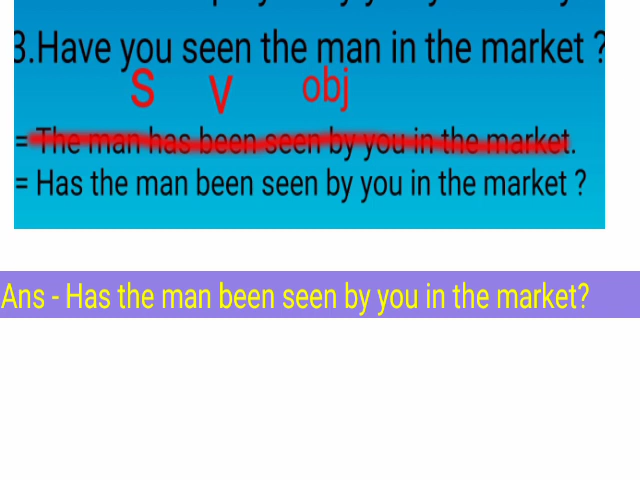 3.Have you seen the man in the market ?
S V obj
= The man has been seen by you in the market.
= Has the man been seen by you in the market ?
Ans - Has the man been seen by you in the market?